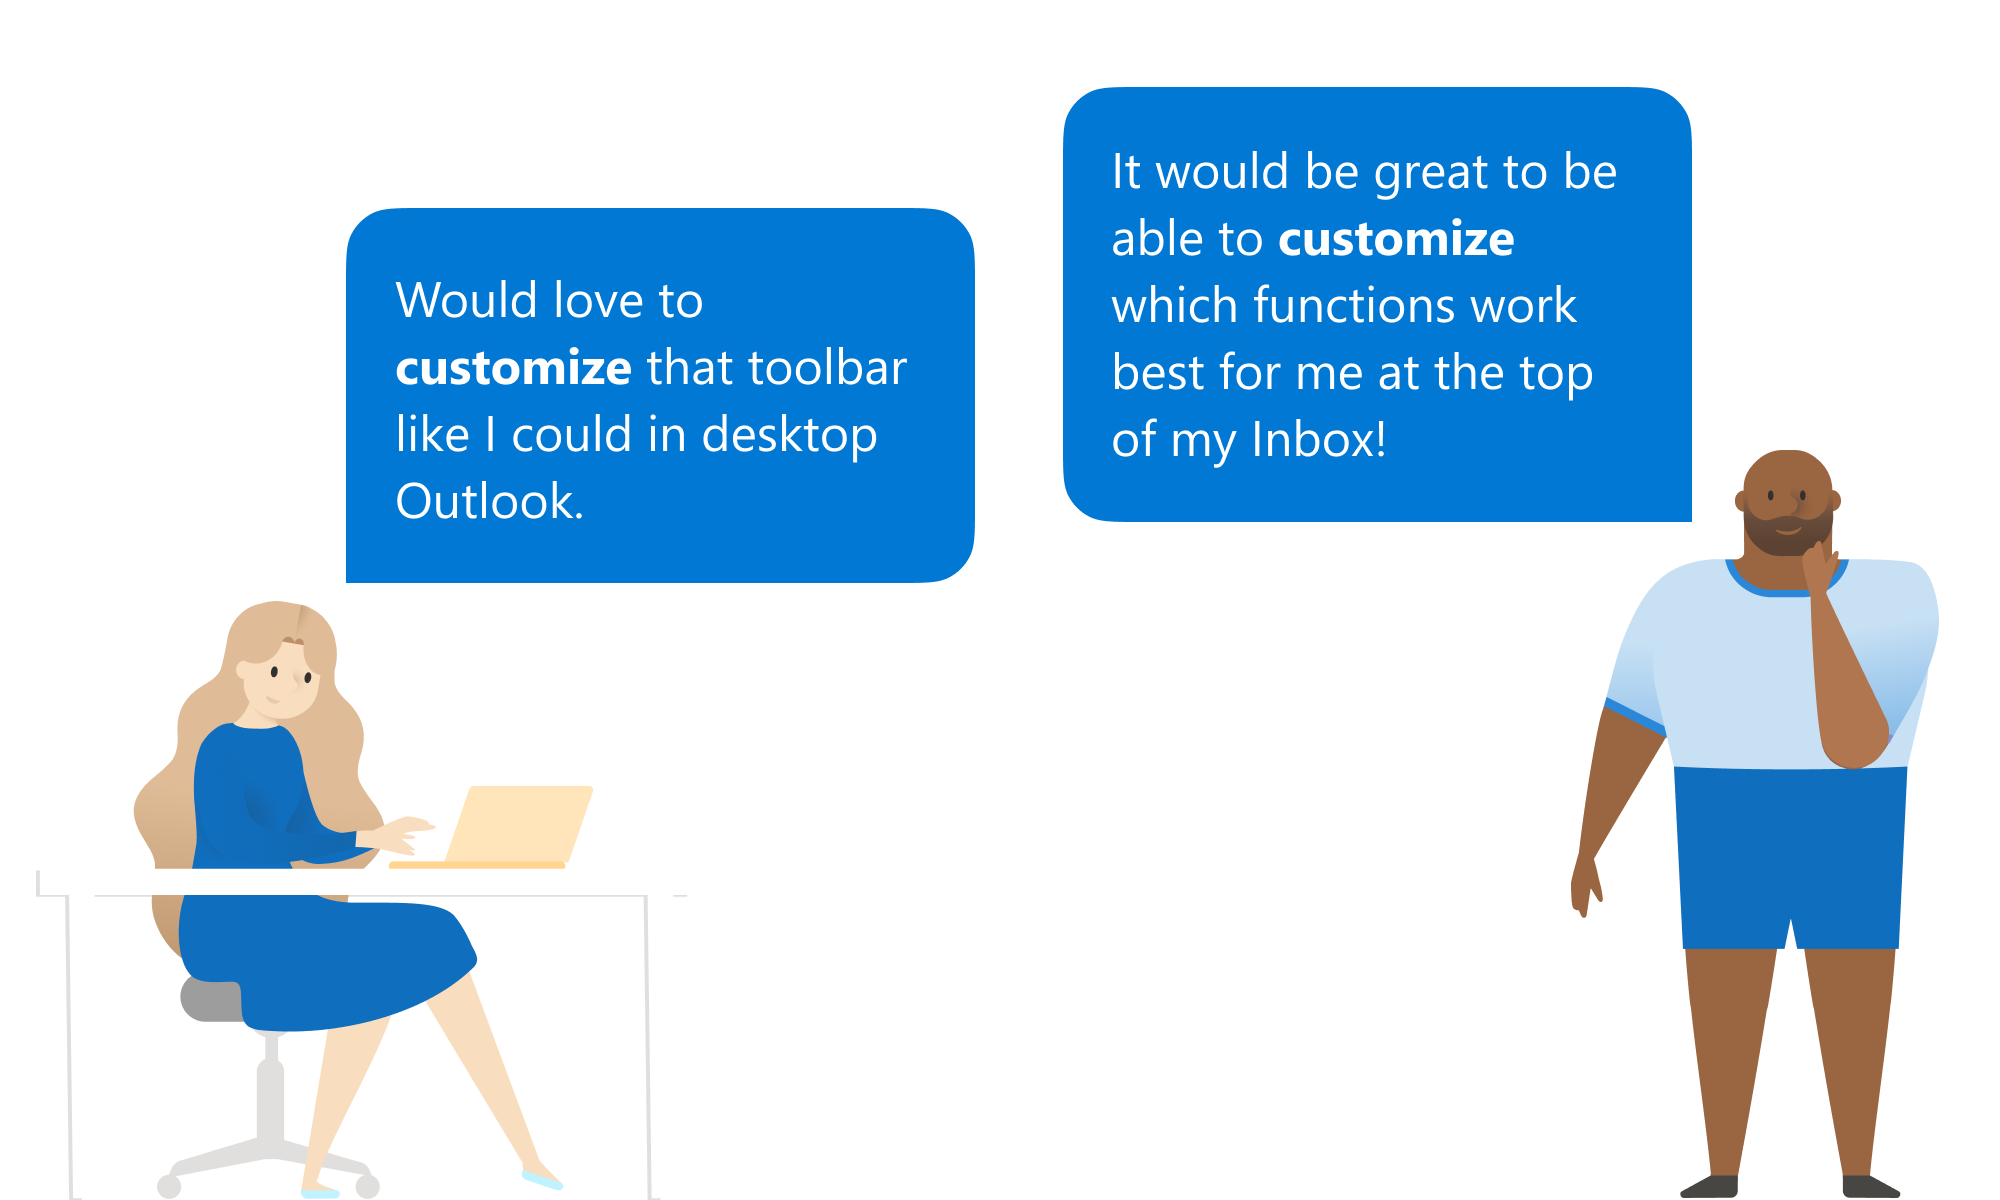 Would love to
customize that toolbar
like I could in desktop
Outlook.
It would be great to be
able to customize
which functions work
best for me at the top
of my Inbox!